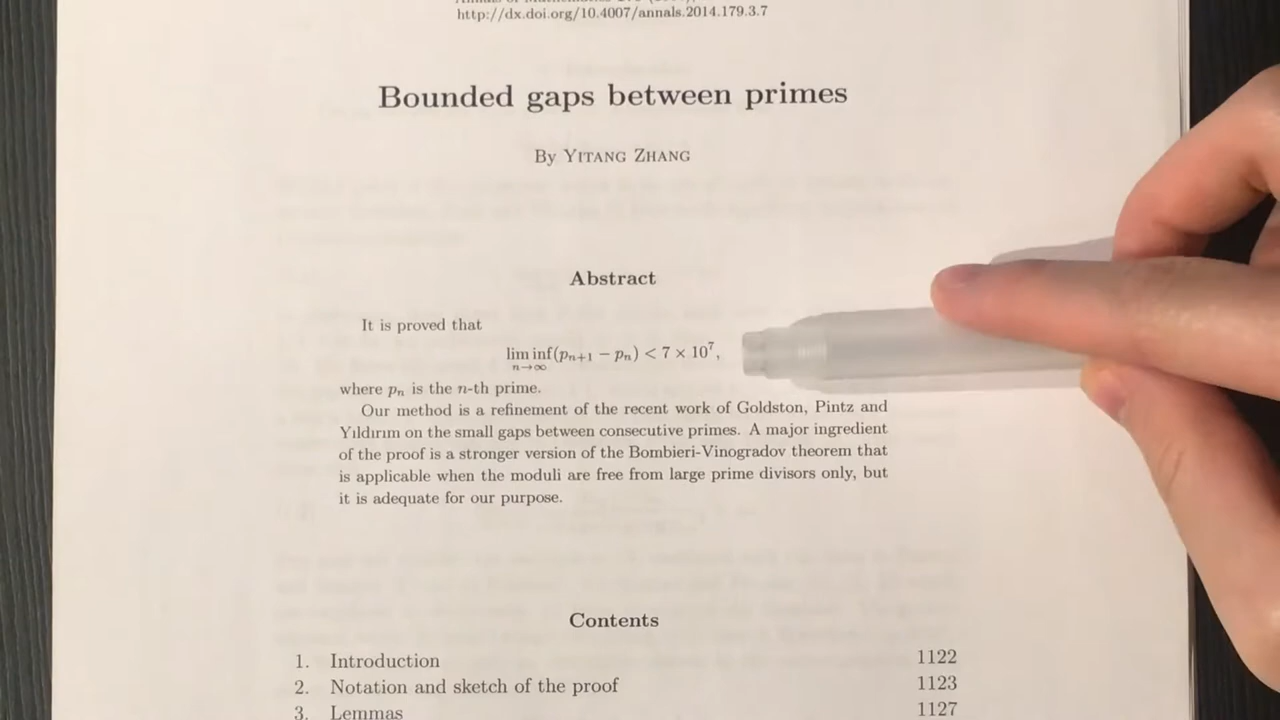 http://dx.doi.org/10.4007/annals.2014.179.3.7
Bounded gaps between primes
By Yitang Zhang
Abstract
It is proved that
lim inf(pₙ₊₁ − pₙ) < 7 × 10⁷,
n→∞
where pₙ is the n-th prime.
Our method is a refinement of the recent work of Goldston, Pintz and
Yıldırım on the small gaps between consecutive primes. A major ingredient
of the proof is a stronger version of the Bombieri-Vinogradov theorem that
is applicable when the moduli are free from large prime divisors only, but
it is adequate for our purpose.
Contents
1. Introduction 1122
2. Notation and sketch of the proof 1123
3. Lemmas 1127